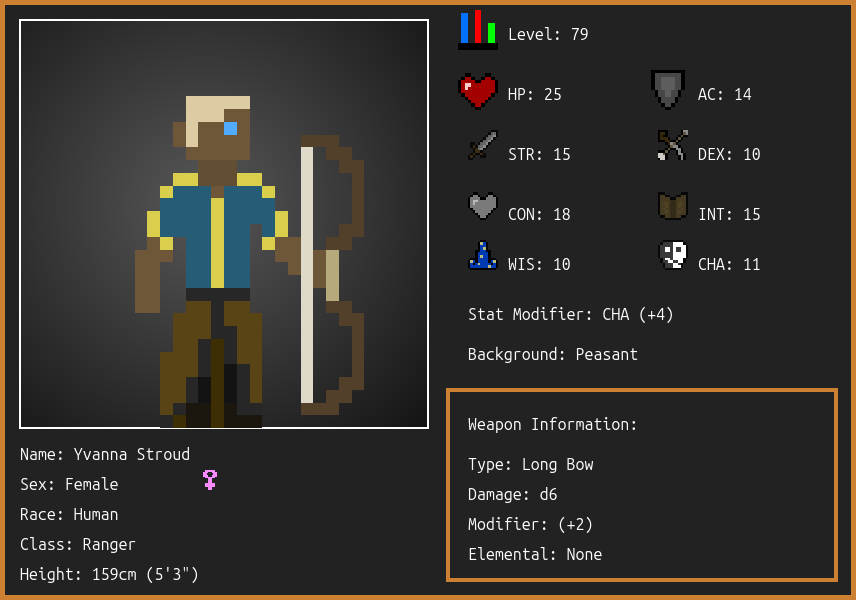 Level: 79
HP: 25
AC: 14
STR: 15
DEX: 10
CON: 18
INT: 15
WIS: 10
CHA: 11
Stat Modifier: CHA (+4)
Background: Peasant
Weapon Information:
Type: Long Bow
Damage: d6
Modifier: (+2)
Elemental: None
Name: Yvanna Stroud
Sex: Female
Race: Human
Class: Ranger
Height: 159cm (5'3")